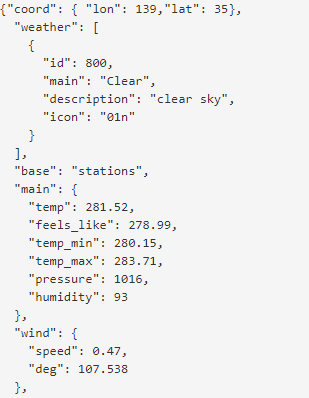 {"coord": { "lon": 139,"lat": 35},
  "weather": [
    {
      "id": 800,
      "main": "Clear",
      "description": "clear sky",
      "icon": "01n"
    }
  ],
  "base": "stations",
  "main": {
    "temp": 281.52,
    "feels_like": 278.99,
    "temp_min": 280.15,
    "temp_max": 283.71,
    "pressure": 1016,
    "humidity": 93
  },
  "wind": {
    "speed": 0.47,
    "deg": 107.538
  },